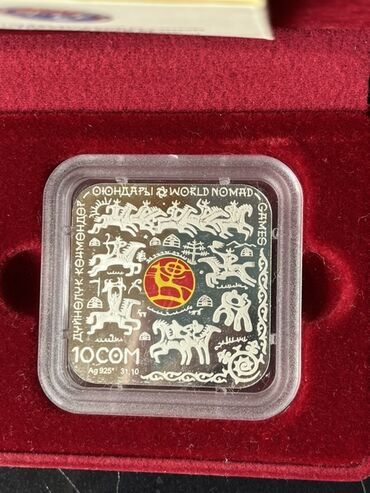 ДҮЙНӨЛҮК КӨЧМӨНДӨР ОЮНДАРЫ WORLD NOMAD GAMES
10 СОМ
Ag 925° 31.10